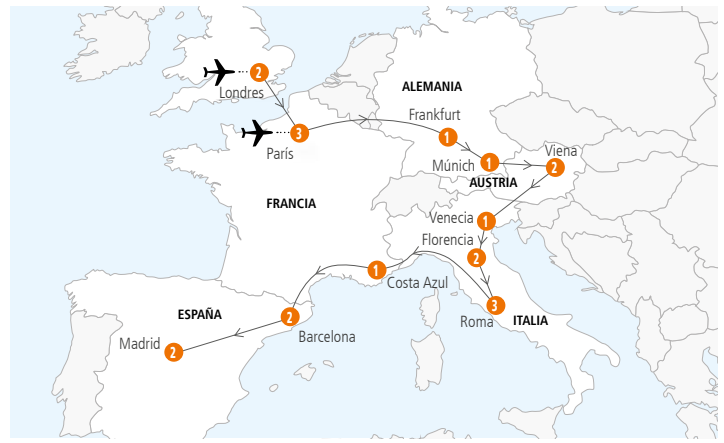 2
Londres
ALEMANIA
Frankfurt
3
París
1
Múnich
1
Viena
2
AUSTRIA
FRANCIA
Venecia
1
Florencia
2
1
Costa Azul
3
Roma
ITALIA
ESPAÑA
2
Barcelona
Madrid
2